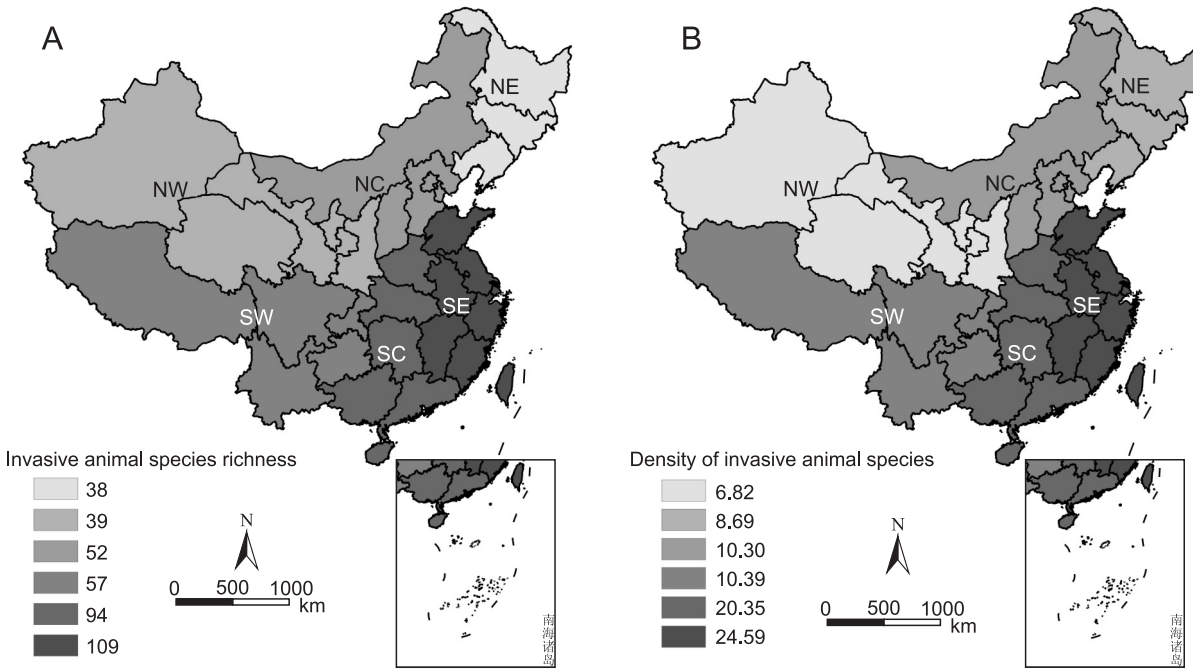 A
NE
NW
NC
SW
SE
SC
Invasive animal species richness
38
39
52
57
94
109
N
0 500 1000
km
南海诸岛
B
NE
NW
NC
SW
SE
SC
Density of invasive animal species
6.82
8.69
10.30
10.39
20.35
24.59
N
0 500 1000
km
南海诸岛